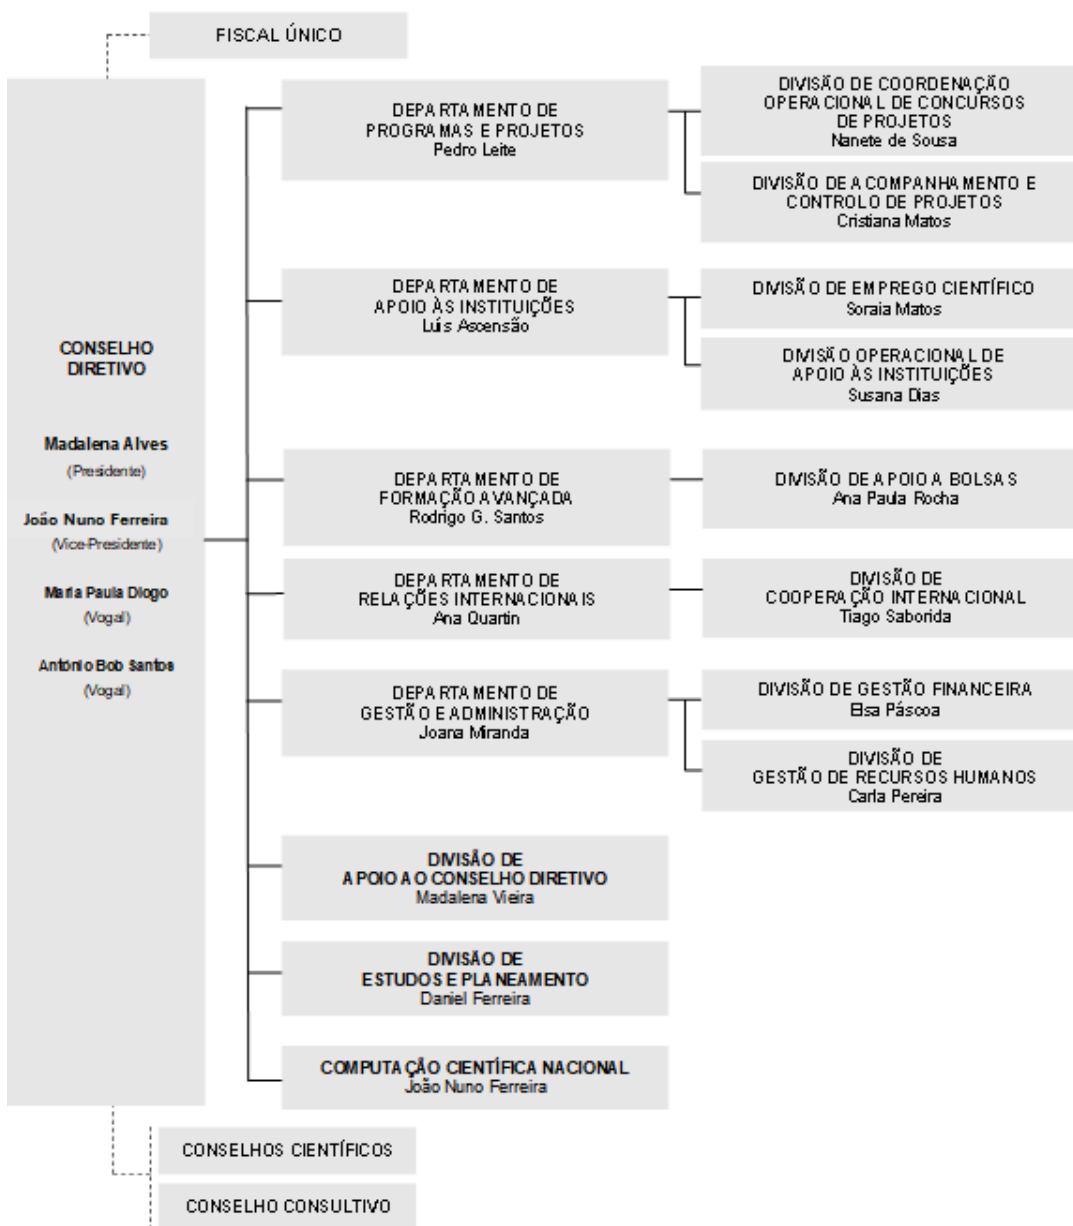 FISCAL ÚNICO
CONSELHO
DIRETIVO
Madalena Alves
(Presidente)
João Nuno Ferreira
(Vice-Presidente)
Maria Paula Diogo
(Vogal)
António Bob Santos
(Vogal)
DEPARTAMENTO DE
PROGRAMAS E PROJETOS
Pedro Leite
DIVISÃO DE COORDENAÇÃO
OPERACIONAL DE CONCURSOS
DE PROJETOS
Nanete de Sousa
DIVISÃO DE ACOMPANHAMENTO E
CONTROLO DE PROJETOS
Cristiana Matos
DEPARTAMENTO DE
APOIO ÀS INSTITUIÇÕES
Luís Ascensão
DIVISÃO DE EMPREGO CIENTÍFICO
Soraia Matos
DIVISÃO OPERACIONAL DE
APOIO ÀS INSTITUIÇÕES
Susana Dias
DEPARTAMENTO DE
FORMAÇÃO AVANÇADA
Rodrigo G. Santos
DIVISÃO DE APOIO A BOLSAS
Ana Paula Rocha
DEPARTAMENTO DE
RELAÇÕES INTERNACIONAIS
Ana Quartin
DIVISÃO DE
COOPERAÇÃO INTERNACIONAL
Tiago Saborida
DEPARTAMENTO DE
GESTÃO E ADMINISTRAÇÃO
Joana Miranda
DIVISÃO DE GESTÃO FINANCEIRA
Elsa Páscoa
DIVISÃO DE
GESTÃO DE RECURSOS HUMANOS
Carla Pereira
DIVISÃO DE
APOIO AO CONSELHO DIRETIVO
Madalena Vieira
DIVISÃO DE
ESTUDOS E PLANEAMENTO
Daniel Ferreira
COMPUTAÇÃO CIENTÍFICA NACIONAL
João Nuno Ferreira
CONSELHOS CIENTÍFICOS
CONSELHO CONSULTIVO